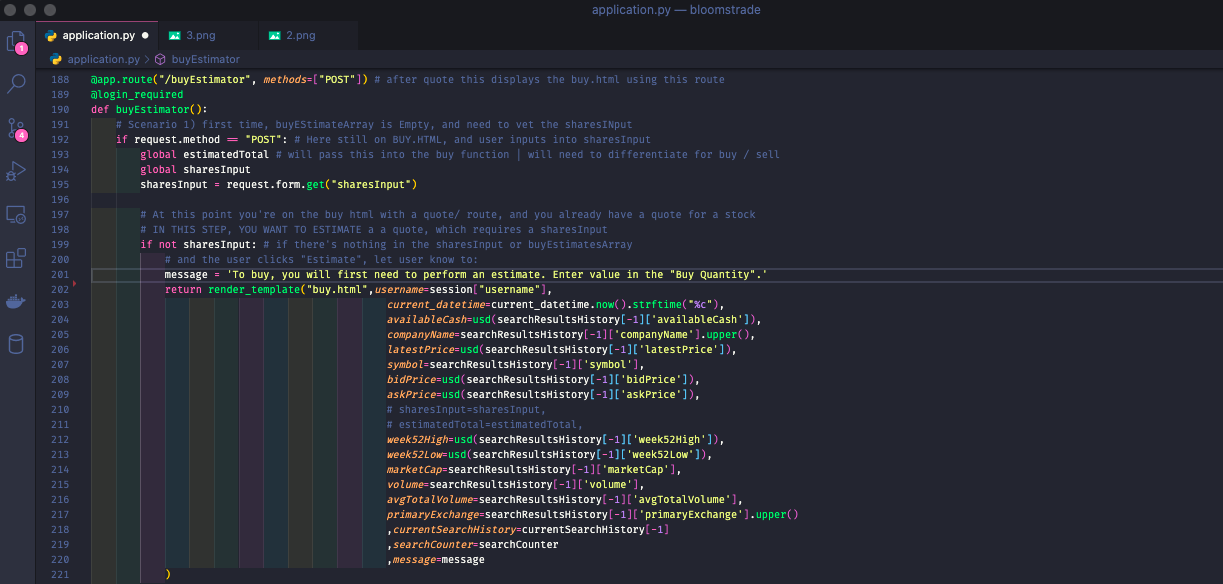 application.py — bloomstrade
application.py
3.png
2.png
application.py > buyEstimator
1
4
188 @app.route("/buyEstimator", methods=["POST"]) # after quote this displays the buy.html using this route
189 @login_required
190 def buyEstimator():
191 # Scenario 1) first time, buyEStimateArray is Empty, and need to vet the sharesINput
192 if request.method == "POST": # Here still on BUY.HTML, and user inputs into sharesInput
193 global estimatedTotal # will pass this into the buy function | will need to differentiate for buy / sell
194 global sharesInput
195 sharesInput = request.form.get("sharesInput")
196
197 # At this point you're on the buy html with a quote/ route, and you already have a quote for a stock
198 # IN THIS STEP, YOU WANT TO ESTIMATE a a quote, which requires a sharesInput
199 if not sharesInput: # if there's nothing in the sharesInput or buyEstimatesArray
200 # and the user clicks "Estimate", let user know to:
201 message = 'To buy, you will first need to perform an estimate. Enter value in the "Buy Quantity".'
202 return render_template("buy.html",username=session["username"],
203 current_datetime=current_datetime.now().strftime("%c"),
204 availableCash=usd(searchResultsHistory[-1]['availableCash']),
205 companyName=searchResultsHistory[-1]['companyName'].upper(),
206 latestPrice=usd(searchResultsHistory[-1]['latestPrice']),
207 symbol=searchResultsHistory[-1]['symbol'],
208 bidPrice=usd(searchResultsHistory[-1]['bidPrice']),
209 askPrice=usd(searchResultsHistory[-1]['askPrice']),
210 # sharesInput=sharesInput,
211 # estimatedTotal=estimatedTotal,
212 week52High=usd(searchResultsHistory[-1]['week52High']),
213 week52Low=usd(searchResultsHistory[-1]['week52Low']),
214 marketCap=searchResultsHistory[-1]['marketCap'],
215 volume=searchResultsHistory[-1]['volume'],
216 avgTotalVolume=searchResultsHistory[-1]['avgTotalVolume'],
217 primaryExchange=searchResultsHistory[-1]['primaryExchange'].upper()
218 ,currentSearchHistory=currentSearchHistory[-1]
219 ,searchCounter=searchCounter
220 ,message=message
221 )